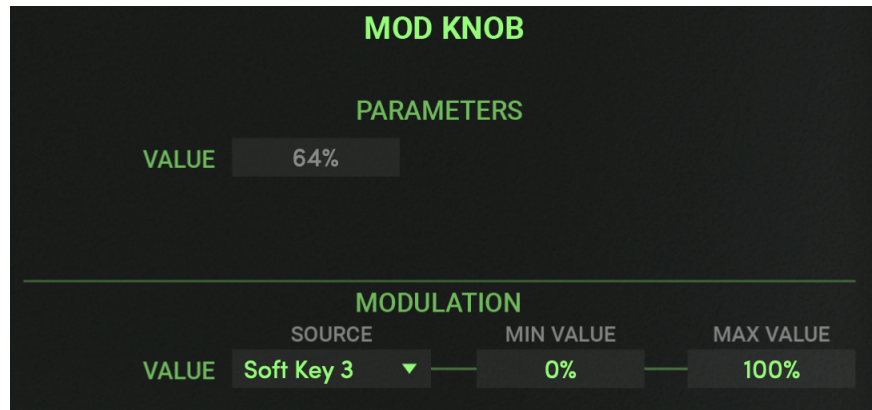 MOD KNOB
PARAMETERS
VALUE 64%
MODULATION
SOURCE MIN VALUE MAX VALUE
VALUE Soft Key 3 0% 100%